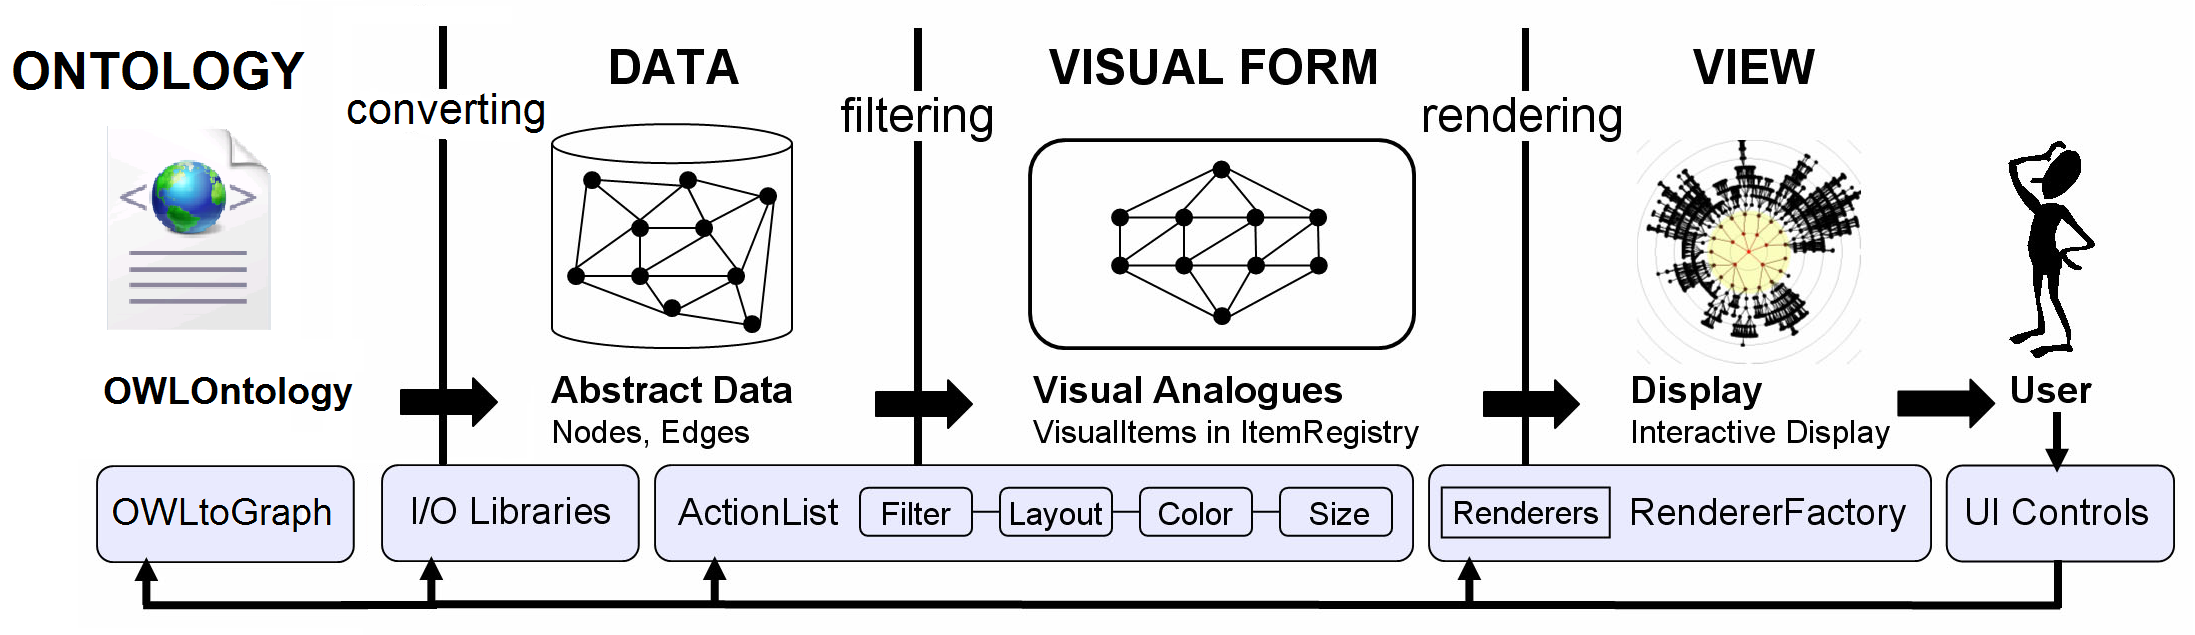 ONTOLOGY
DATA
VISUAL FORM
VIEW
converting
filtering
rendering
< >
OWLOntology
Abstract Data
Nodes, Edges
Visual Analogues
VisualItems in ItemRegistry
Display
Interactive Display
User
OWLtoGraph
I/O Libraries
ActionList
Filter
Layout
Color
Size
Renderers
RendererFactory
UI Controls